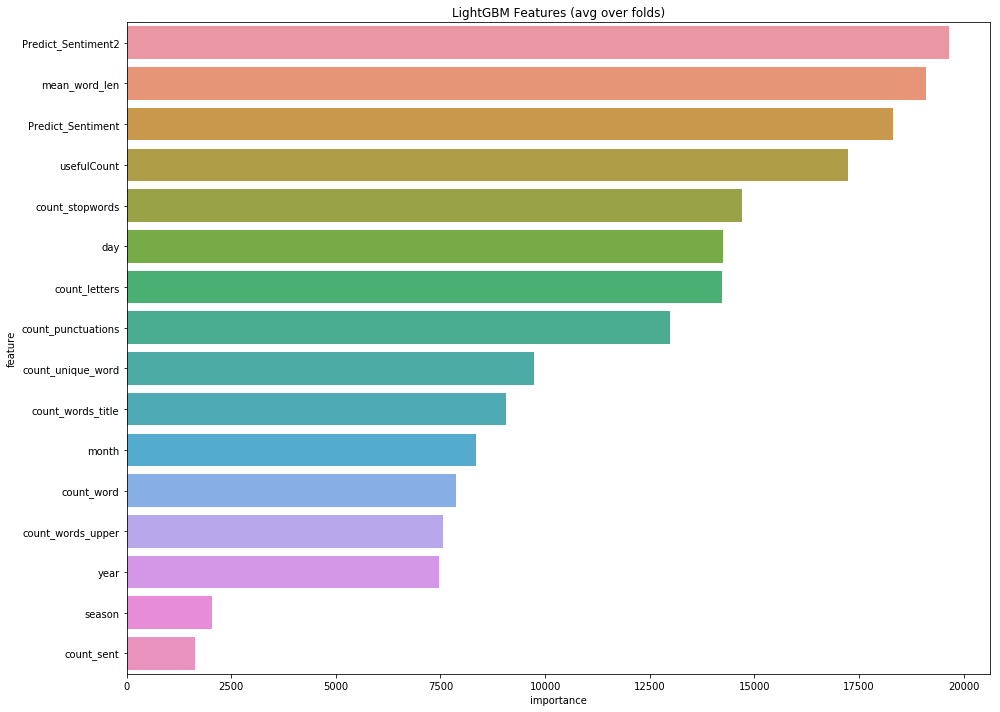 LightGBM Features (avg over folds)
feature
Predict_Sentiment2
mean_word_len
Predict_Sentiment
usefulCount
count_stopwords
day
count_letters
count_punctuations
count_unique_word
count_words_title
month
count_word
count_words_upper
year
season
count_sent
0 2500 5000 7500 10000 12500 15000 17500 20000
importance